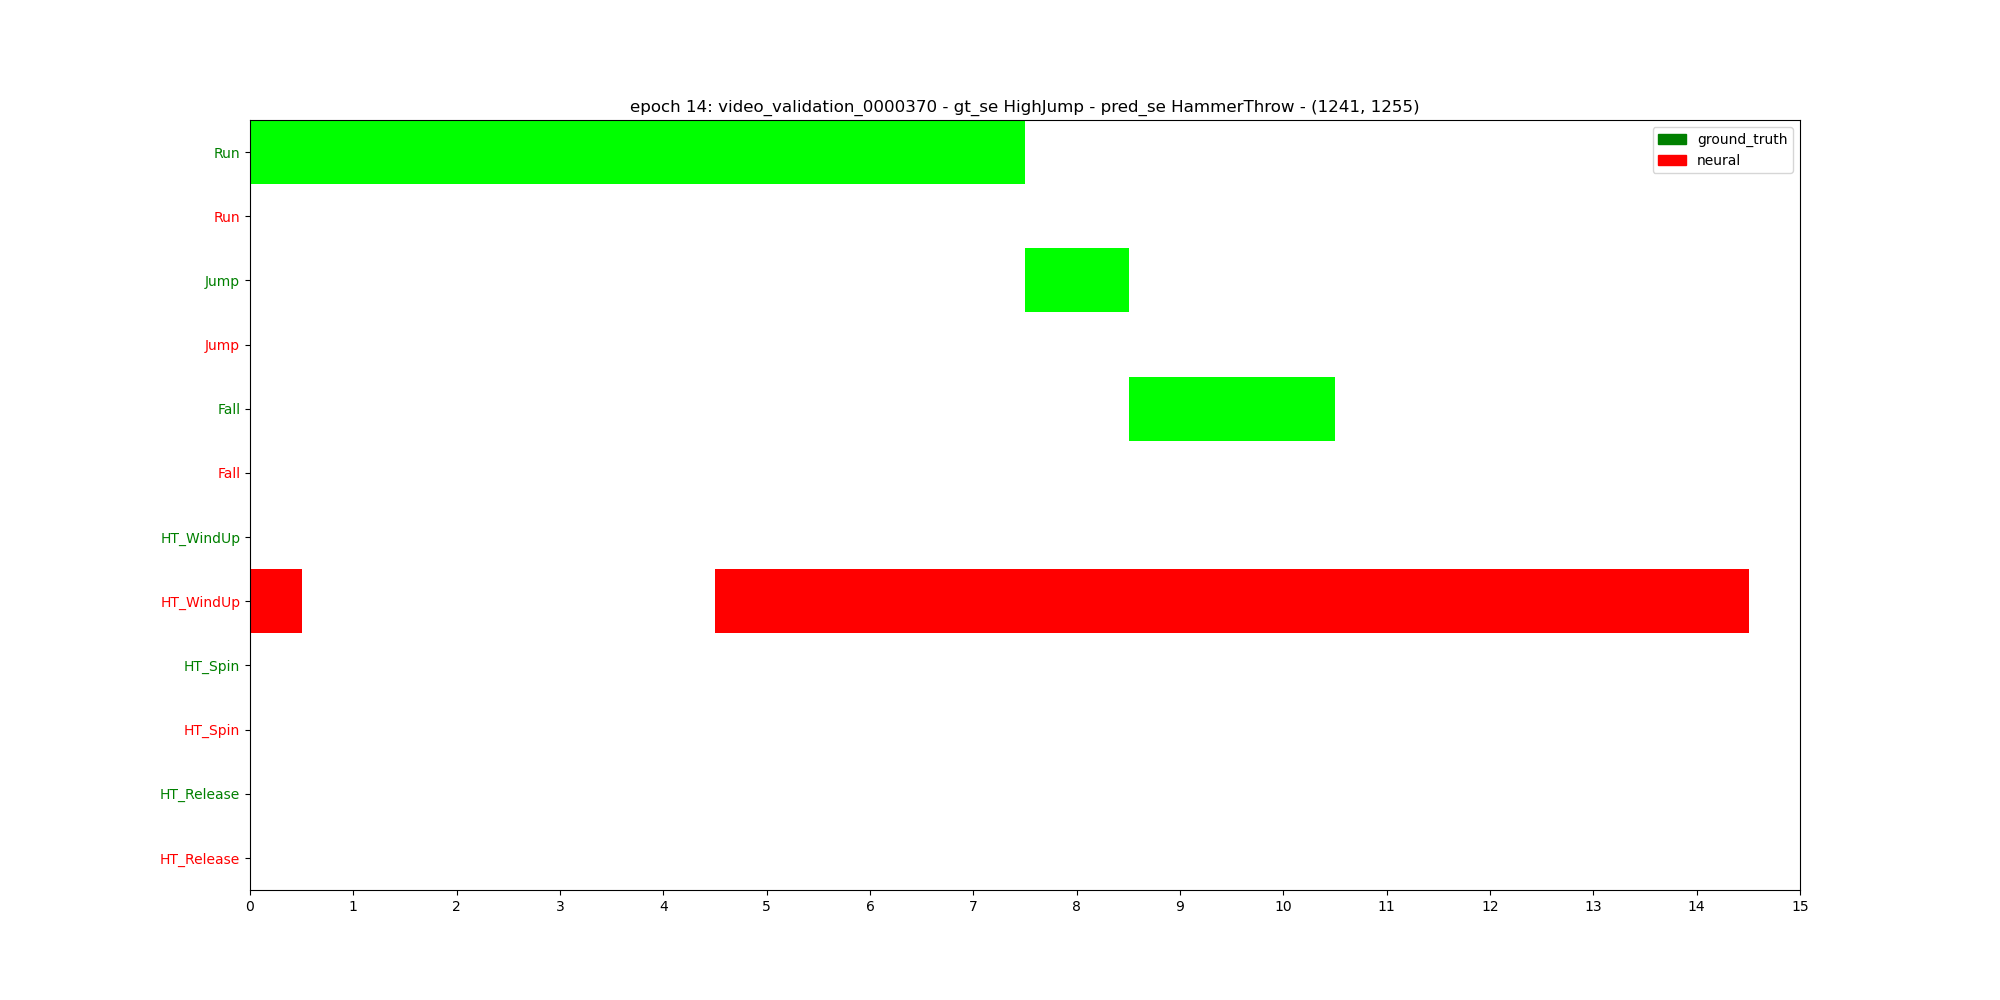 epoch 14: video_validation_0000370 - gt_se HighJump - pred_se HammerThrow - (1241, 1255)
ground_truth
neural
Run
Run
Jump
Jump
Fall
Fall
HT_WindUp
HT_WindUp
HT_Spin
HT_Spin
HT_Release
HT_Release
0 1 2 3 4 5 6 7 8 9 10 11 12 13 14 15